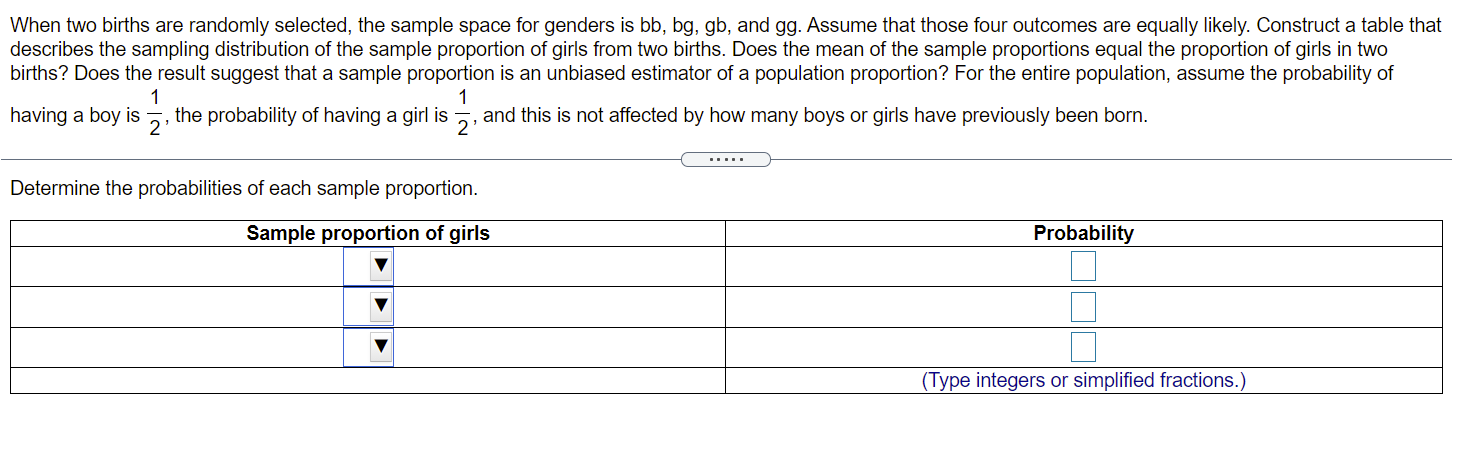 When two births are randomly selected, the sample space for genders is bb, bg, gb, and gg. Assume that those four outcomes are equally likely. Construct a table that
describes the sampling distribution of the sample proportion of girls from two births. Does the mean of the sample proportions equal the proportion of girls in two
births? Does the result suggest that a sample proportion is an unbiased estimator of a population proportion? For the entire population, assume the probability of
having a boy is 1/2, the probability of having a girl is 1/2, and this is not affected by how many boys or girls have previously been born.
Determine the probabilities of each sample proportion.
Sample proportion of girls Probability
(Type integers or simplified fractions.)